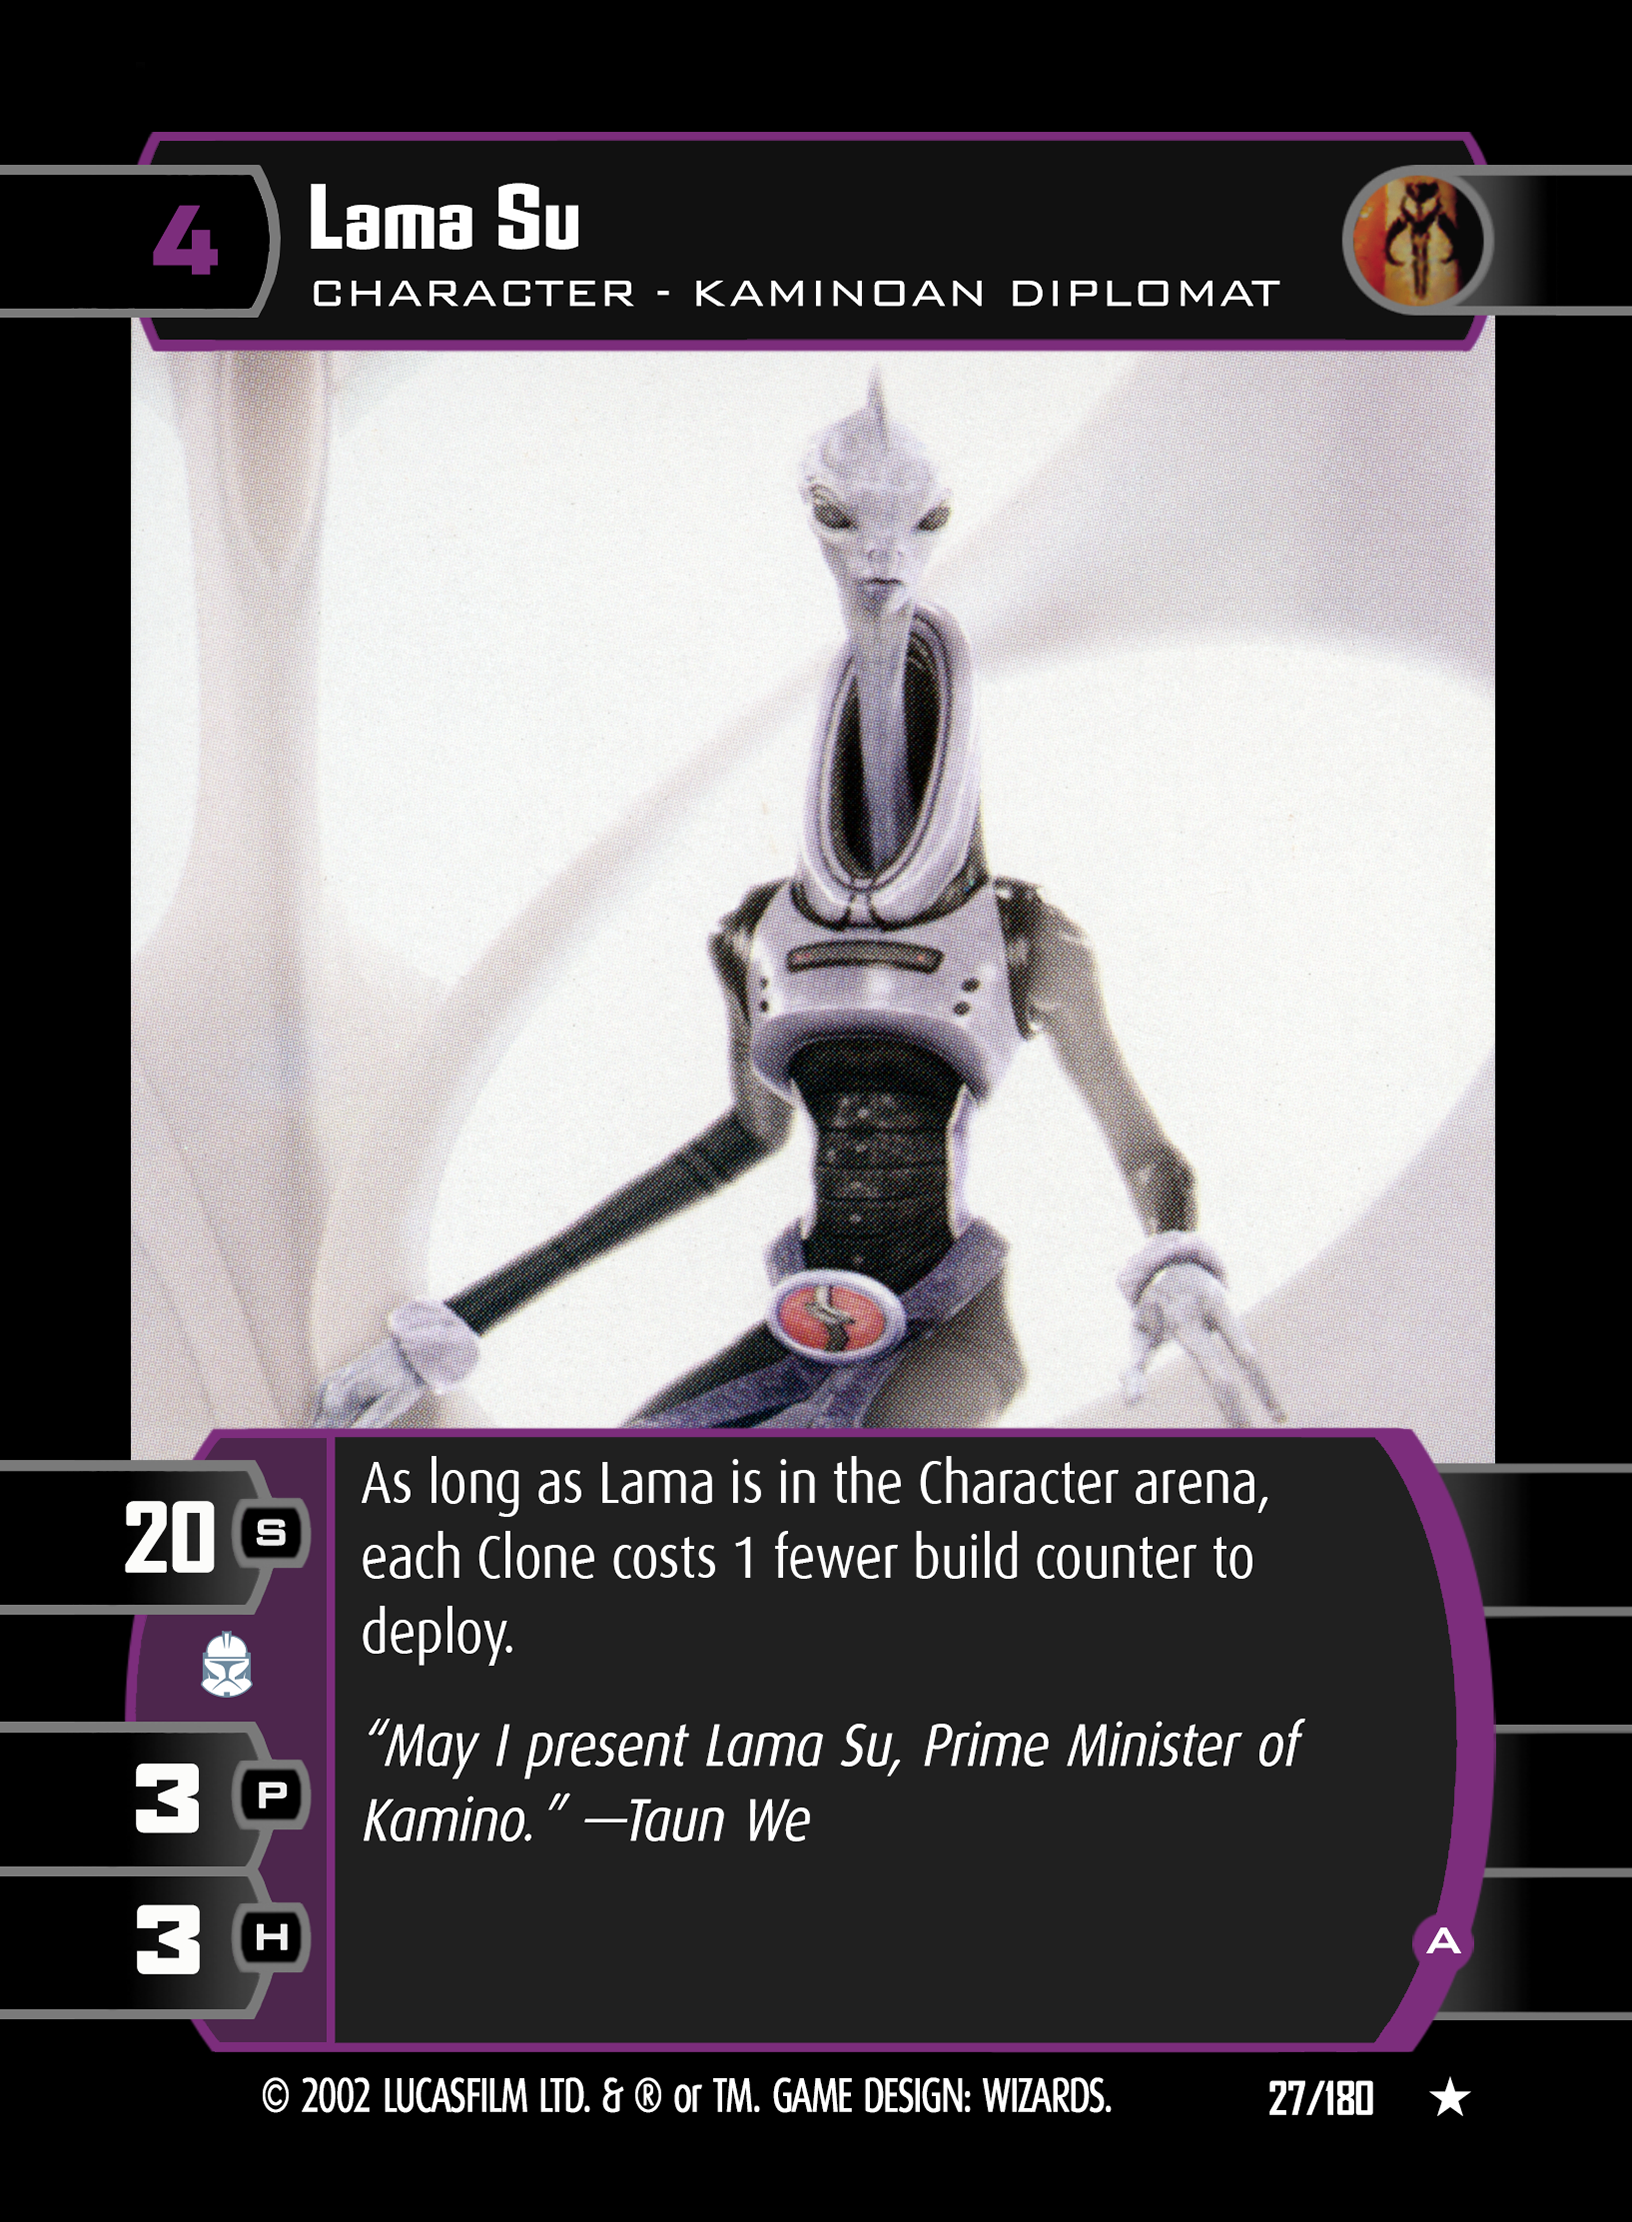 4
Lama Su
CHARACTER - KAMINOAN DIPLOMAT
As long as Lama is in the Character arena,
each Clone costs 1 fewer build counter to
deploy.
“May I present Lama Su, Prime Minister of
Kamino.” —Taun We
20 S
3 P
3 H
A
© 2002 LUCASFILM LTD. & ® or TM. GAME DESIGN: WIZARDS.
27/180 ★